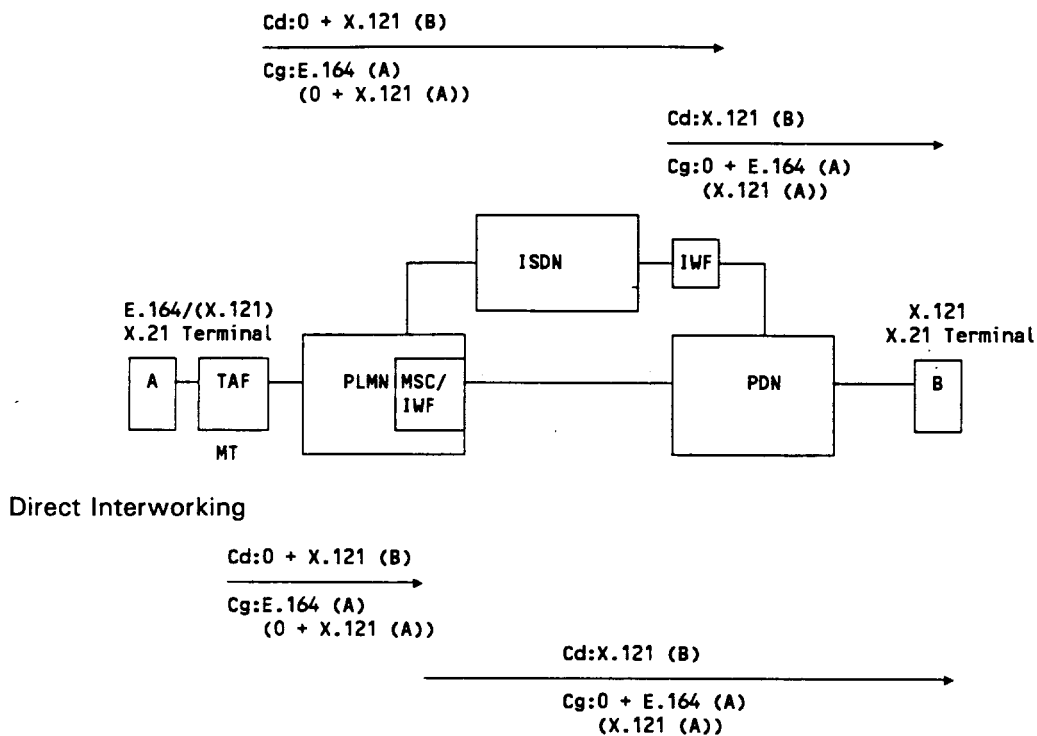 Cd:0 + X.121 (B)
Cg:E.164 (A)
(0 + X.121 (A))
Cd:X.121 (B)
Cg:0 + E.164 (A)
(X.121 (A))
ISDN
IWF
E.164/(X.121)
X.21 Terminal
X.121
X.21 Terminal
A
TAF
PLMN
MSC/
IWF
PDN
B
MT
Direct Interworking
Cd:0 + X.121 (B)
Cg:E.164 (A)
(0 + X.121 (A))
Cd:X.121 (B)
Cg:0 + E.164 (A)
(X.121 (A))